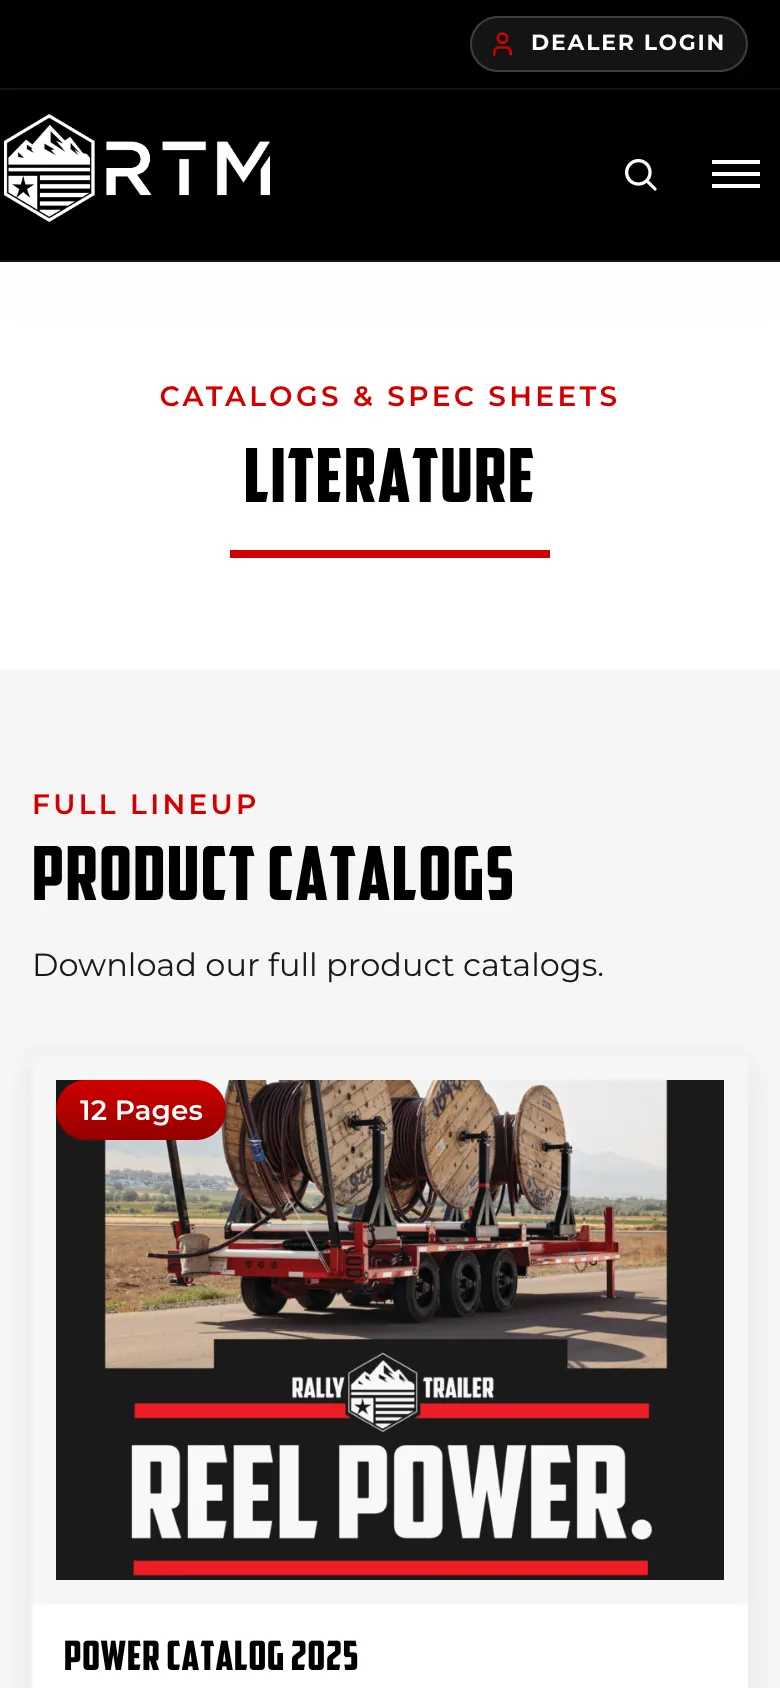 DEALER LOGIN
RTM
CATALOGS & SPEC SHEETS
LITERATURE
FULL LINEUP
PRODUCT CATALOGS
Download our full product catalogs.
12 Pages
RALLY TRAILER
REEL POWER.
POWER CATALOG 2025